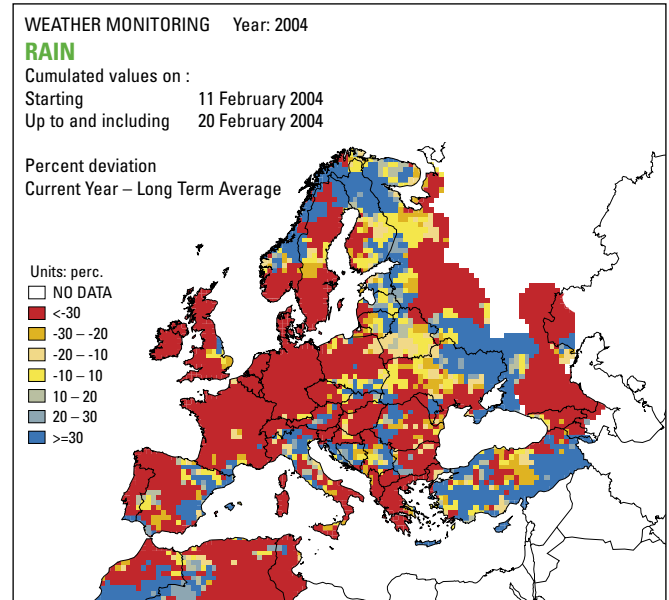 WEATHER MONITORING Year: 2004
RAIN
Cumulated values on :
Starting 11 February 2004
Up to and including 20 February 2004
Percent deviation
Current Year – Long Term Average
Units: perc.
NO DATA
<-30
-30 – -20
-20 – -10
-10 – 10
10 – 20
20 – 30
>=30